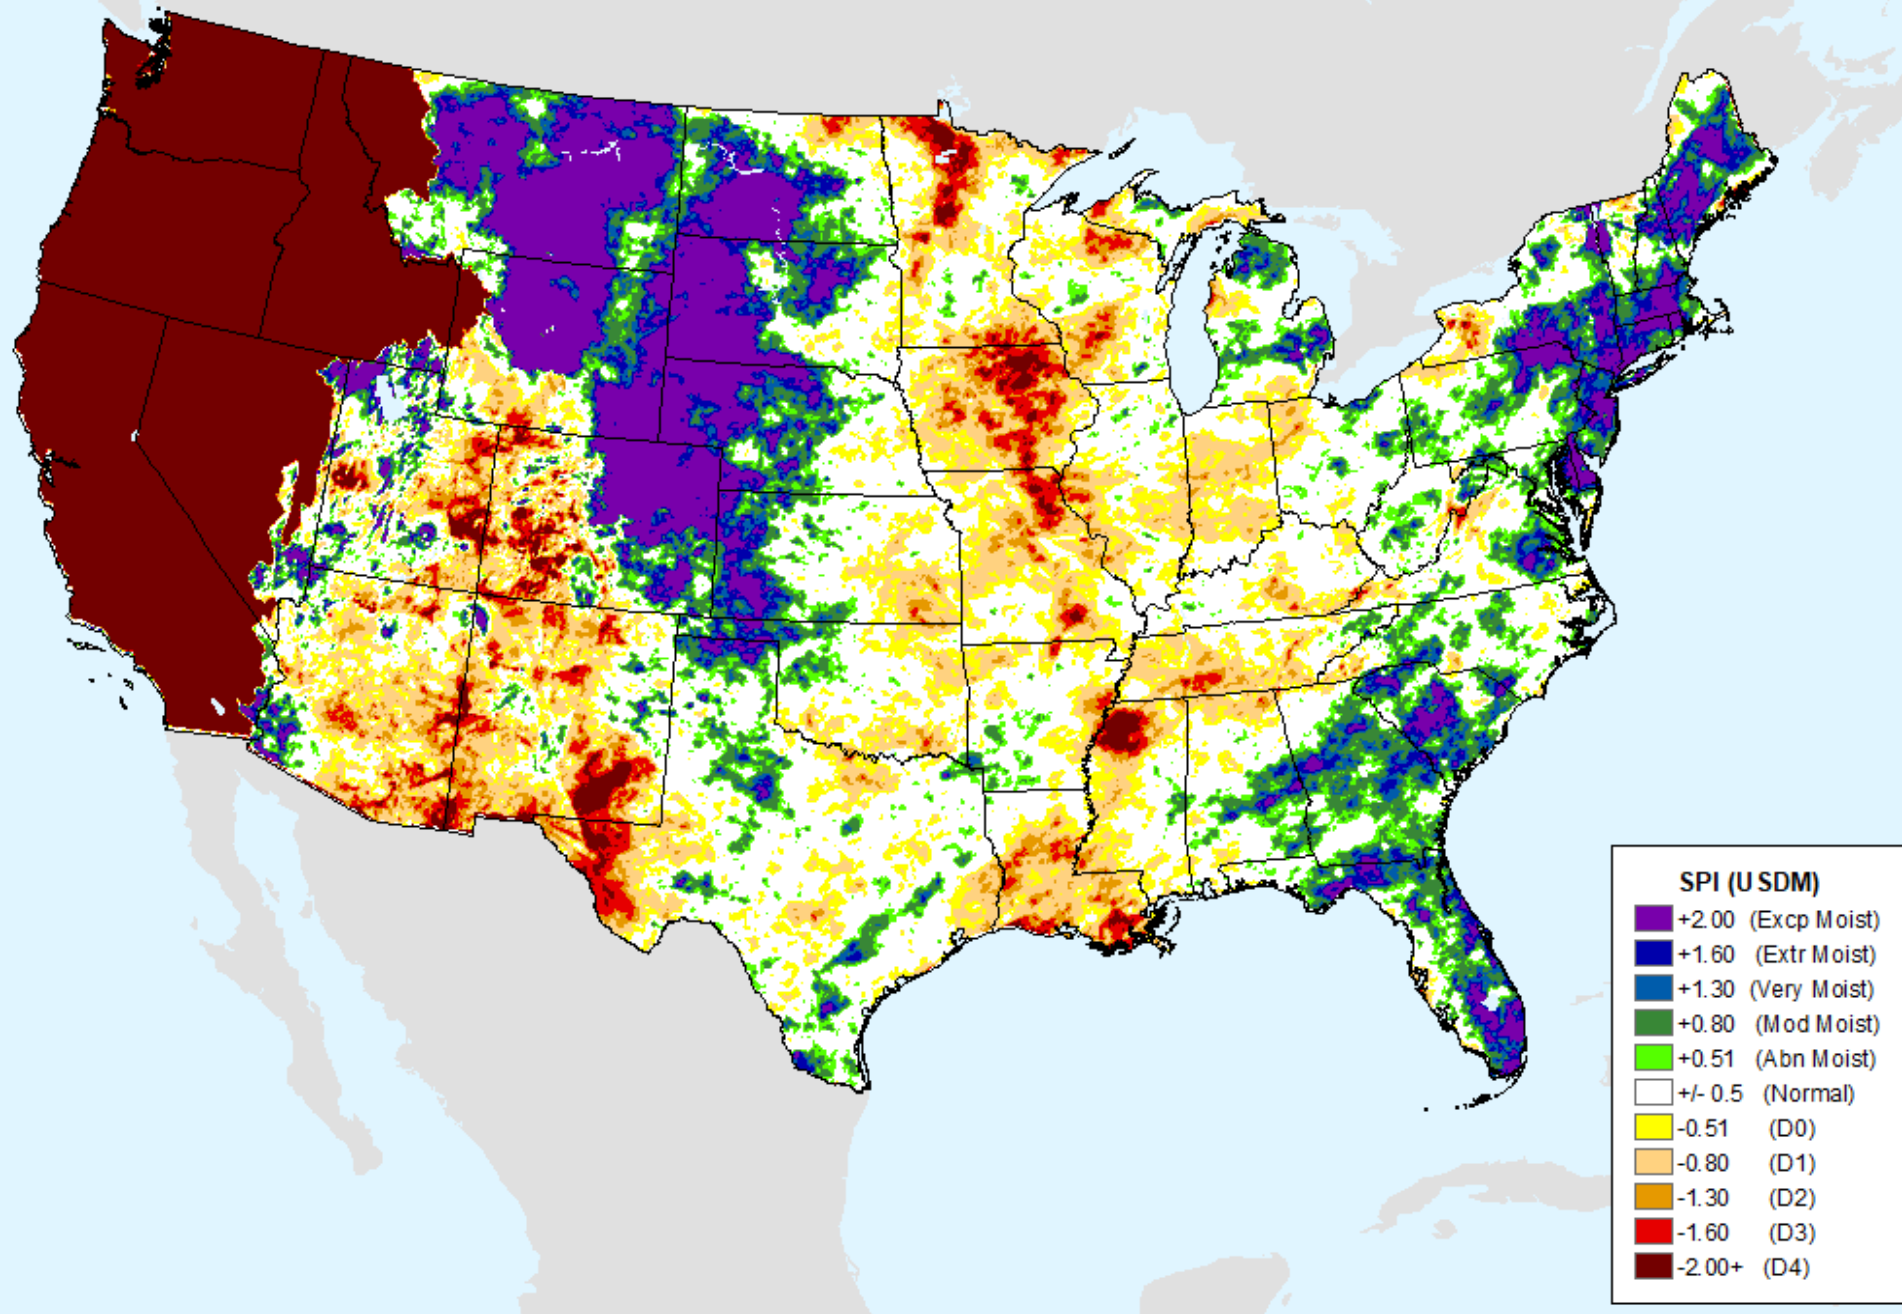 SPI (USDM)
+2.00 (Excp Moist)
+1.60 (Extr Moist)
+1.30 (Very Moist)
+0.80 (Mod Moist)
+0.51 (Abn Moist)
+/- 0.5 (Normal)
-0.51 (D0)
-0.80 (D1)
-1.30 (D2)
-1.60 (D3)
-2.00+ (D4)